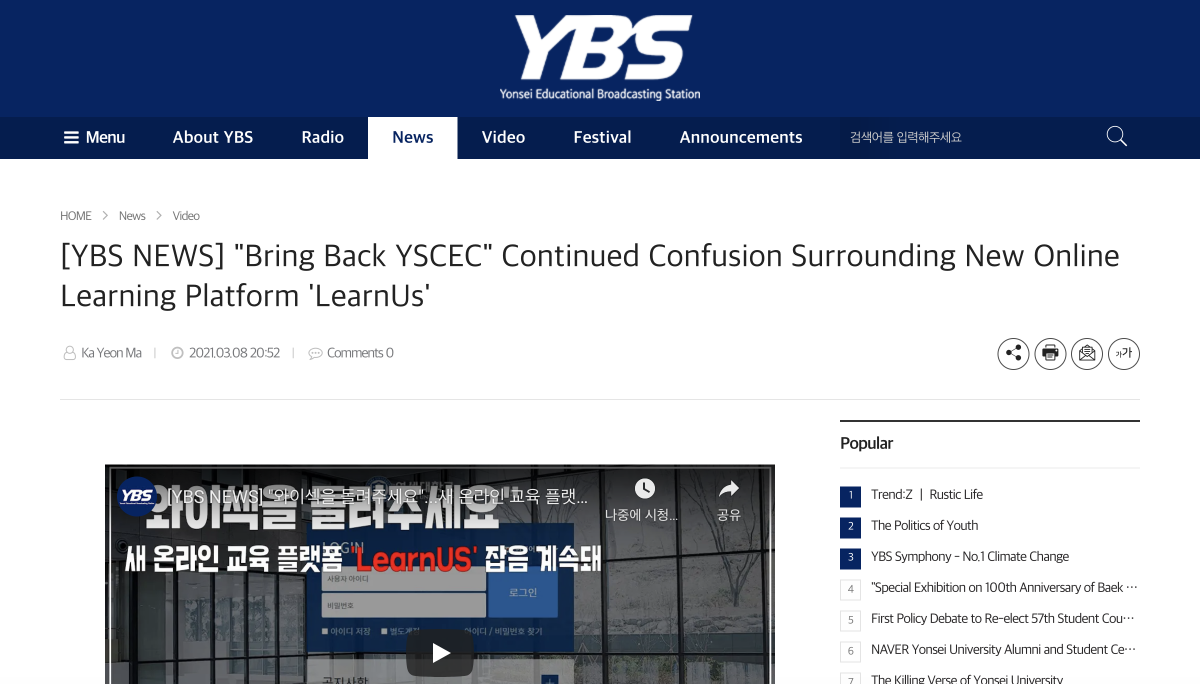 YBS
Yonsei Educational Broadcasting Station
Menu
About YBS
Radio
News
Video
Festival
Announcements
검색어를 입력해주세요
HOME > News > Video
[YBS NEWS] "Bring Back YSCEC" Continued Confusion Surrounding New Online
Learning Platform 'LearnUs'
Ka Yeon Ma | 2021.03.08 20:52 | Comments 0
가가
YBS
[YBS NEWS] "와이섹을 돌려주세요"...새 온라인 교육 플랫...
나중에 시청...
공유
와이섹을 돌려주세요
새 온라인 교육 플랫폼 'LearnUS' 잡음 계속돼
LOGIN
사용자 아이디
비밀번호
로그인
아이디 저장
아이디 / 비밀번호 찾기
공지사항
Popular
1 Trend:Z | Rustic Life
2 The Politics of Youth
3 YBS Symphony - No.1 Climate Change
4 "Special Exhibition on 100th Anniversary of Baek ···
5 First Policy Debate to Re-elect 57th Student Cou···
6 NAVER Yonsei University Alumni and Student Ce···
7 The Killing Verse of Yonsei University